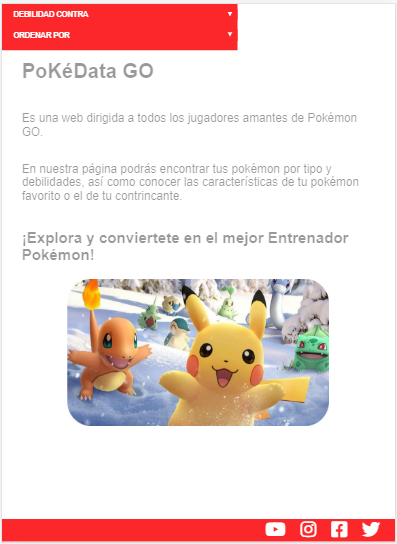 DEBILIDAD CONTRA
ORDENAR POR
PoKéData GO
Es una web dirigida a todos los jugadores amantes de Pokémon
GO.
En nuestra página podrás encontrar tus pokémon por tipo y
debilidades, así como conocer las características de tu pokémon
favorito o el de tu contrincante.
¡Explora y conviertete en el mejor Entrenador
Pokémon!